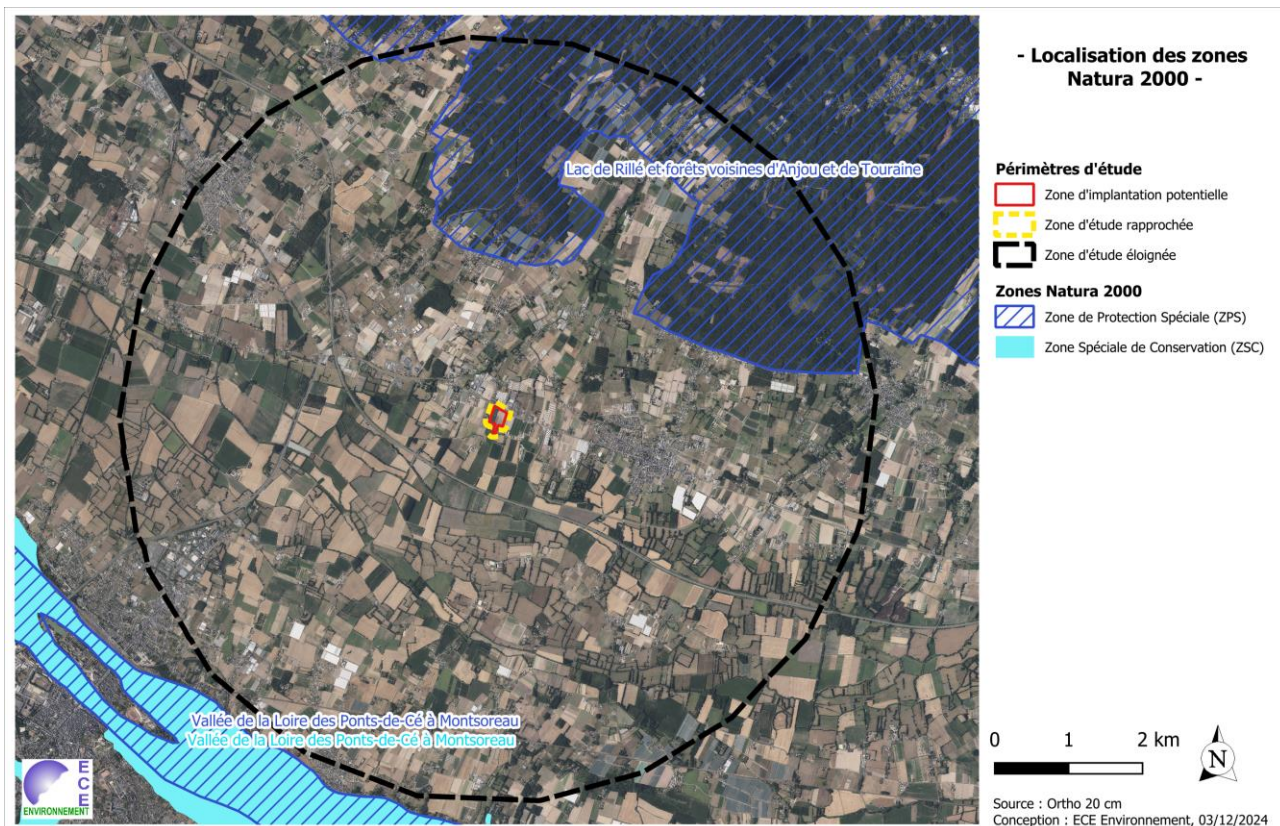 - Localisation des zones
Natura 2000 -
Périmètres d'étude
Zone d'implantation potentielle
Zone d'étude rapprochée
Zone d'étude éloignée
Zones Natura 2000
Zone de Protection Spéciale (ZPS)
Zone Spéciale de Conservation (ZSC)
Lac de Rillé et forêts voisines d'Anjou et de Touraine
Vallée de la Loire des Ponts-de-Cé à Montsoreau
Vallée de la Loire des Ponts-de-Cé à Montsoreau
ECE
ENVIRONNEMENT
0 1 2 km
N
Source : Ortho 20 cm
Conception : ECE Environnement, 03/12/2024